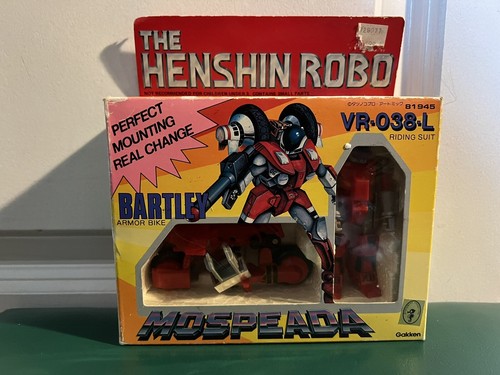 THE
HENSHIN ROBO
PERFECT
MOUNTING
REAL CHANGE
81945
VR-038-L
RIDING SUIT
BARTLEY
ARMOR BIKE
MOSPEADA
Gakken